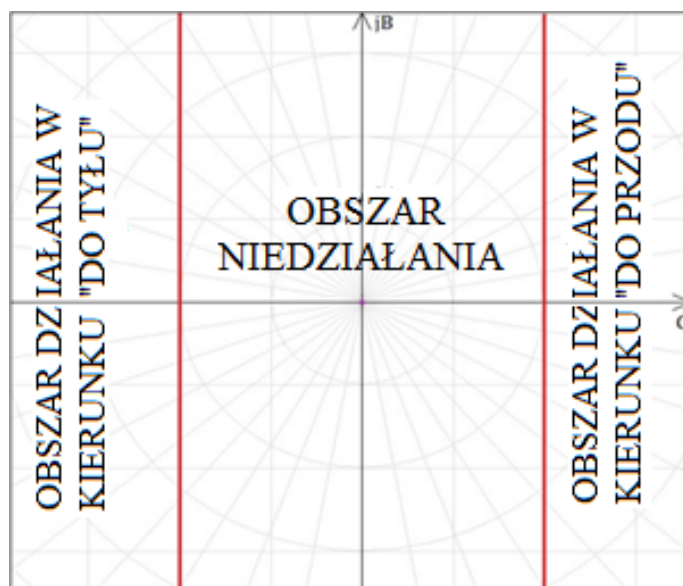 jB
OBSZAR DZIAŁANIA W
KIERUNKU "DO TYŁU"
OBSZAR
NIEDZIAŁANIA
OBSZAR DZIAŁANIA W
KIERUNKU "DO PRZODU"